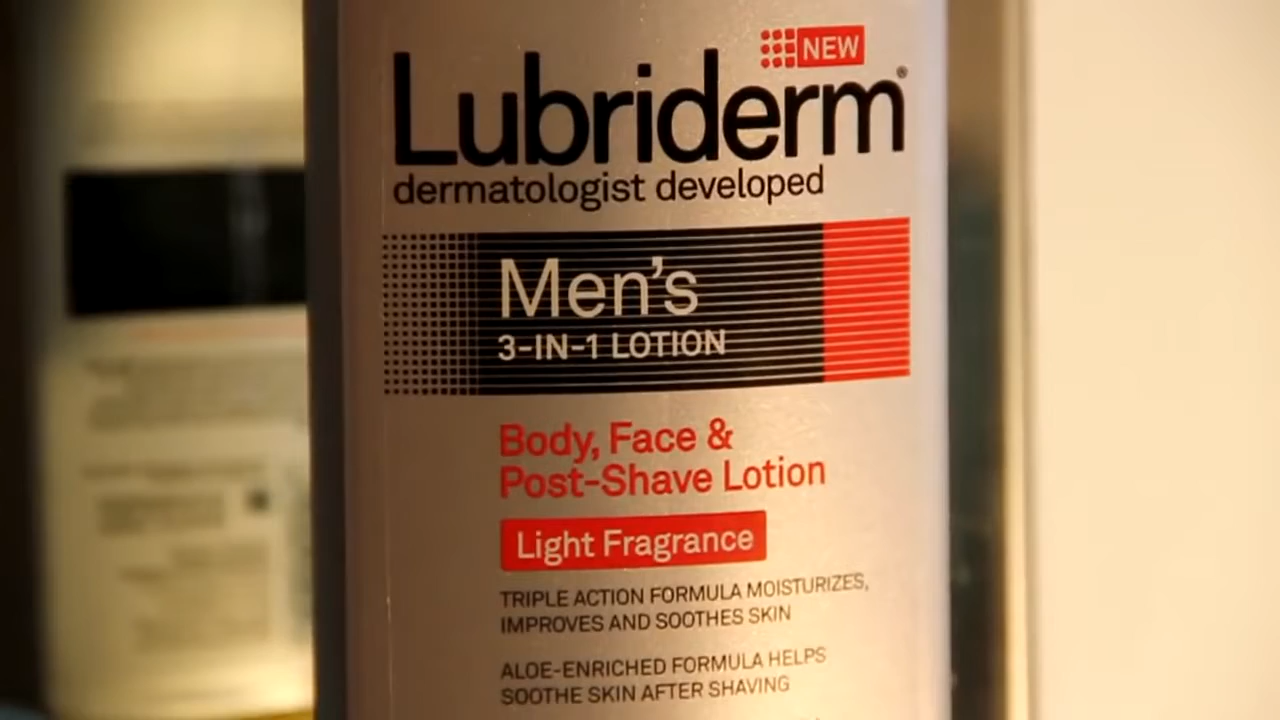 NEW
Lubriderm®
dermatologist developed
Men's
3-IN-1 LOTION
Body, Face &
Post-Shave Lotion
Light Fragrance
TRIPLE ACTION FORMULA MOISTURIZES,
IMPROVES AND SOOTHES SKIN
ALOE-ENRICHED FORMULA HELPS
SOOTHE SKIN AFTER SHAVING